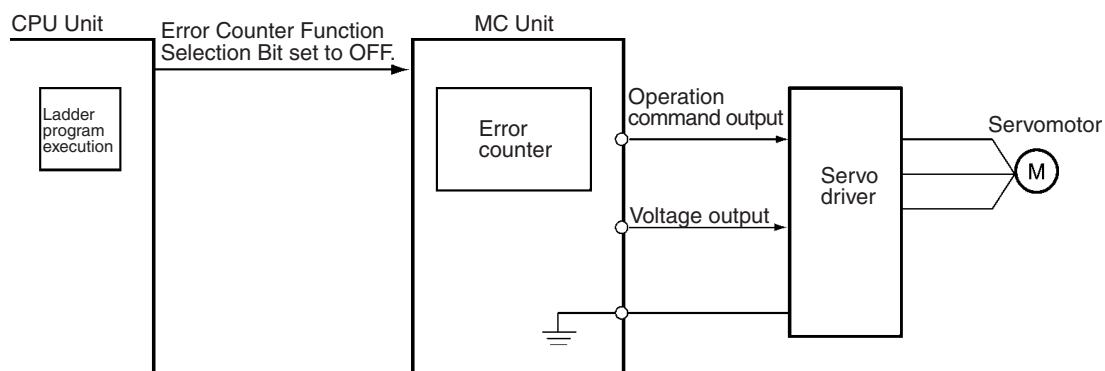 CPU Unit
Error Counter Function
Selection Bit set to OFF.
MC Unit
Ladder
program
execution
Error
counter
Operation
command output
Voltage output
Servo
driver
Servomotor
M